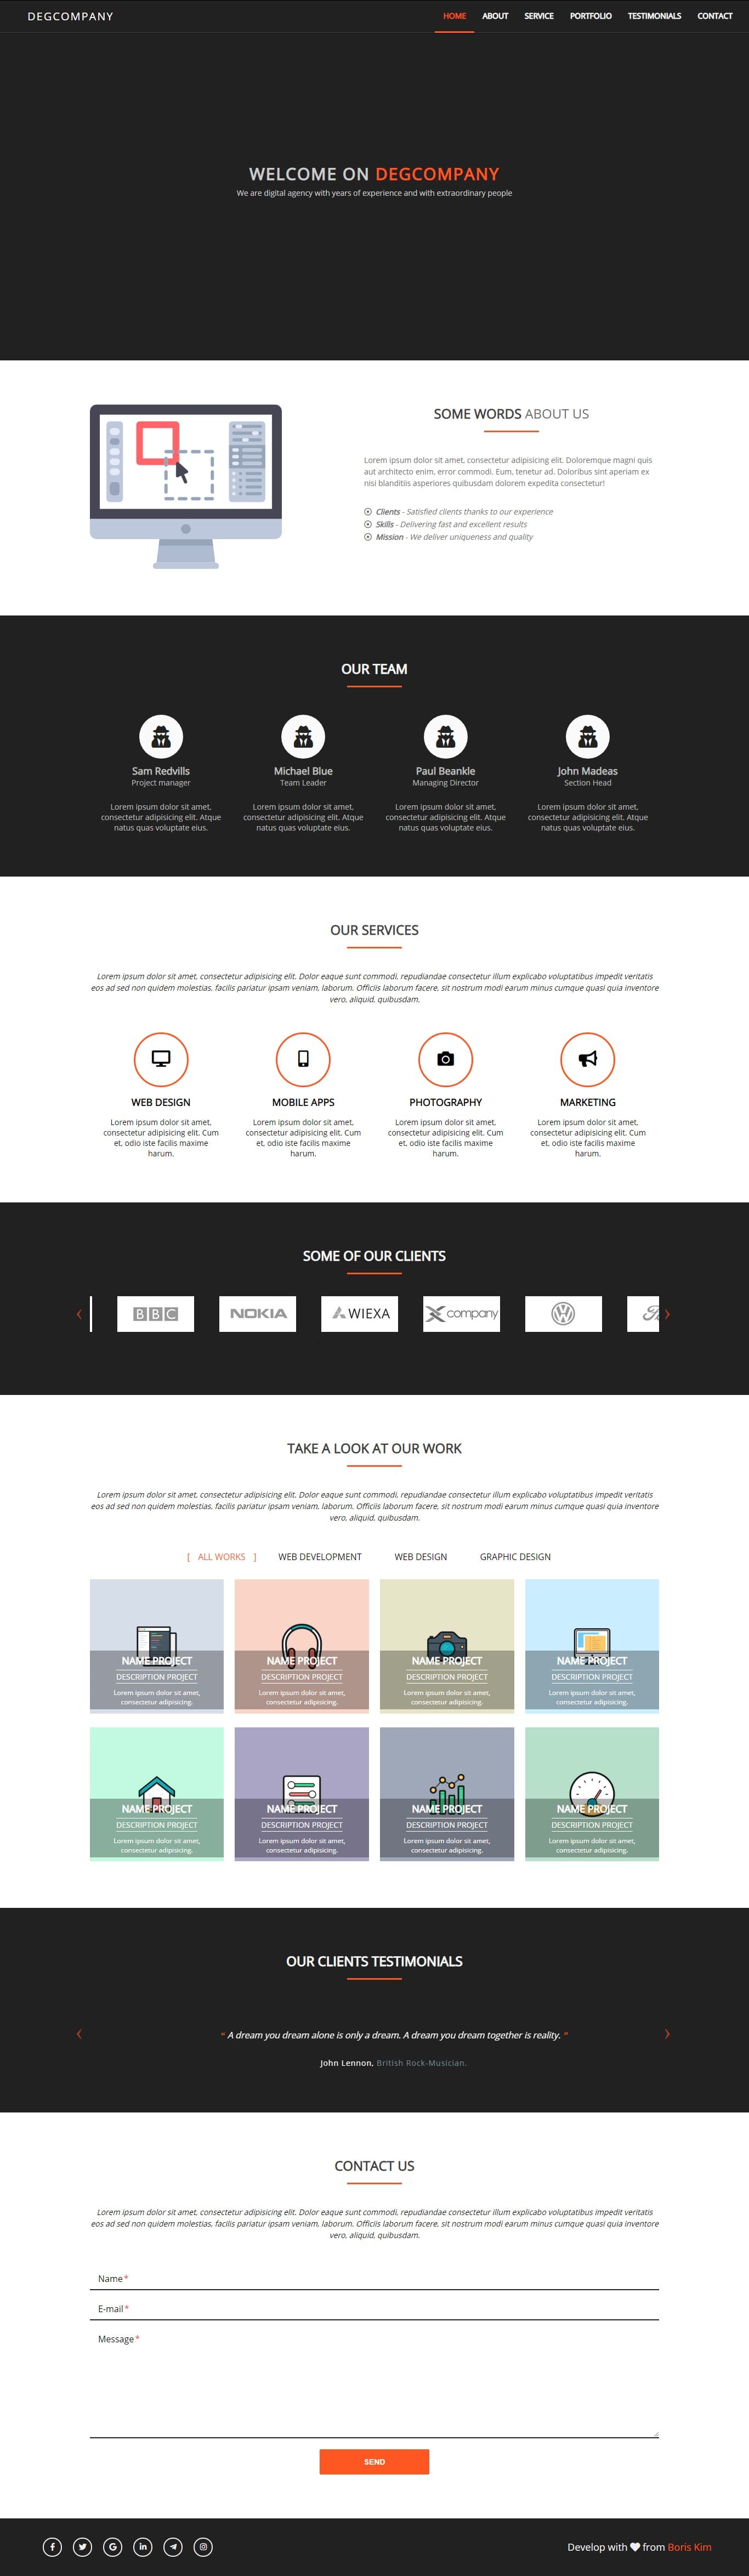 DEGCOMPANY
HOME ABOUT SERVICE PORTFOLIO TESTIMONIALS CONTACT
WELCOME ON DEGCOMPANY
We are digital agency with years of experience and with extraordinary people
SOME WORDS ABOUT US
Lorem ipsum dolor sit amet, consectetur adipisicing elit. Doloremque magni quis
aut architecto enim, error commodi. Eum, tenetur ad. Doloribus sint aperiam ex
nisi blanditiis asperiores quibusdam dolorem expedita consectetur!
Clients - Satisfied clients thanks to our experience
Skills - Delivering fast and excellent results
Mission - We deliver uniqueness and quality
OUR TEAM
Sam Redvills
Project manager
Lorem ipsum dolor sit amet,
consectetur adipisicing elit. Atque
natus quas voluptate eius.
Michael Blue
Team Leader
Lorem ipsum dolor sit amet,
consectetur adipisicing elit. Atque
natus quas voluptate eius.
Paul Beankle
Managing Director
Lorem ipsum dolor sit amet,
consectetur adipisicing elit. Atque
natus quas voluptate eius.
John Madeas
Section Head
Lorem ipsum dolor sit amet,
consectetur adipisicing elit. Atque
natus quas voluptate eius.
OUR SERVICES
Lorem ipsum dolor sit amet, consectetur adipisicing elit. Dolor eaque sunt commodi, repudiandae consectetur illum explicabo voluptatibus impedit veritatis
eos ad sed non quidem molestias, facilis pariatur ipsam veniam, laborum. Officiis laborum facere, sit nostrum modi earum minus cumque quasi quia inventore
vero, aliquid, quibusdam.
WEB DESIGN
Lorem ipsum dolor sit amet,
consectetur adipisicing elit. Cum
et, odio iste facilis maxime
harum.
MOBILE APPS
Lorem ipsum dolor sit amet,
consectetur adipisicing elit. Cum
et, odio iste facilis maxime
harum.
PHOTOGRAPHY
Lorem ipsum dolor sit amet,
consectetur adipisicing elit. Cum
et, odio iste facilis maxime
harum.
MARKETING
Lorem ipsum dolor sit amet,
consectetur adipisicing elit. Cum
et, odio iste facilis maxime
harum.
SOME OF OUR CLIENTS
BBC
NOKIA
WIEXA
X company
VW
TAKE A LOOK AT OUR WORK
Lorem ipsum dolor sit amet, consectetur adipisicing elit. Dolor eaque sunt commodi, repudiandae consectetur illum explicabo voluptatibus impedit veritatis
eos ad sed non quidem molestias, facilis pariatur ipsam veniam, laborum. Officiis laborum facere, sit nostrum modi earum minus cumque quasi quia inventore
vero, aliquid, quibusdam.
[ ALL WORKS ] WEB DEVELOPMENT WEB DESIGN GRAPHIC DESIGN
NAME PROJECT
DESCRIPTION PROJECT
Lorem ipsum dolor sit amet,
consectetur adipisicing.
NAME PROJECT
DESCRIPTION PROJECT
Lorem ipsum dolor sit amet,
consectetur adipisicing.
NAME PROJECT
DESCRIPTION PROJECT
Lorem ipsum dolor sit amet,
consectetur adipisicing.
NAME PROJECT
DESCRIPTION PROJECT
Lorem ipsum dolor sit amet,
consectetur adipisicing.
NAME PROJECT
DESCRIPTION PROJECT
Lorem ipsum dolor sit amet,
consectetur adipisicing.
NAME PROJECT
DESCRIPTION PROJECT
Lorem ipsum dolor sit amet,
consectetur adipisicing.
NAME PROJECT
DESCRIPTION PROJECT
Lorem ipsum dolor sit amet,
consectetur adipisicing.
NAME PROJECT
DESCRIPTION PROJECT
Lorem ipsum dolor sit amet,
consectetur adipisicing.
OUR CLIENTS TESTIMONIALS
" A dream you dream alone is only a dream. A dream you dream together is reality. "
John Lennon, British Rock-Musician.
CONTACT US
Lorem ipsum dolor sit amet, consectetur adipisicing elit. Dolor eaque sunt commodi, repudiandae consectetur illum explicabo voluptatibus impedit veritatis
eos ad sed non quidem molestias, facilis pariatur ipsam veniam, laborum. Officiis laborum facere, sit nostrum modi earum minus cumque quasi quia inventore
vero, aliquid, quibusdam.
Name *
E-mail *
Message *
SEND
Develop with ♥ from Boris Kim